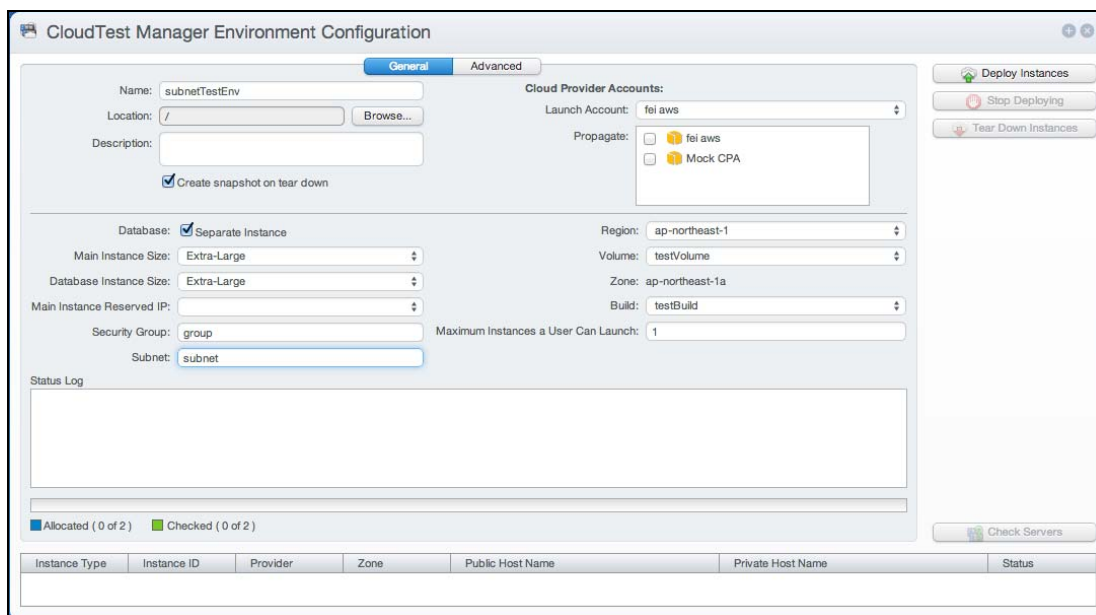 CloudTest Manager Environment Configuration
General
Advanced
Name: subnetTestEnv
Location: /
Browse...
Description:
Create snapshot on tear down
Cloud Provider Accounts:
Launch Account: fei aws
Propagate: fei aws
Mock CPA
Deploy Instances
Stop Deploying
Tear Down Instances
Database: Separate Instance
Main Instance Size: Extra-Large
Database Instance Size: Extra-Large
Main Instance Reserved IP:
Security Group: group
Subnet: subnet
Region: ap-northeast-1
Volume: testVolume
Zone: ap-northeast-1a
Build: testBuild
Maximum Instances a User Can Launch: 1
Status Log
Allocated ( 0 of 2 )
Checked ( 0 of 2 )
Check Servers
Instance Type
Instance ID
Provider
Zone
Public Host Name
Private Host Name
Status